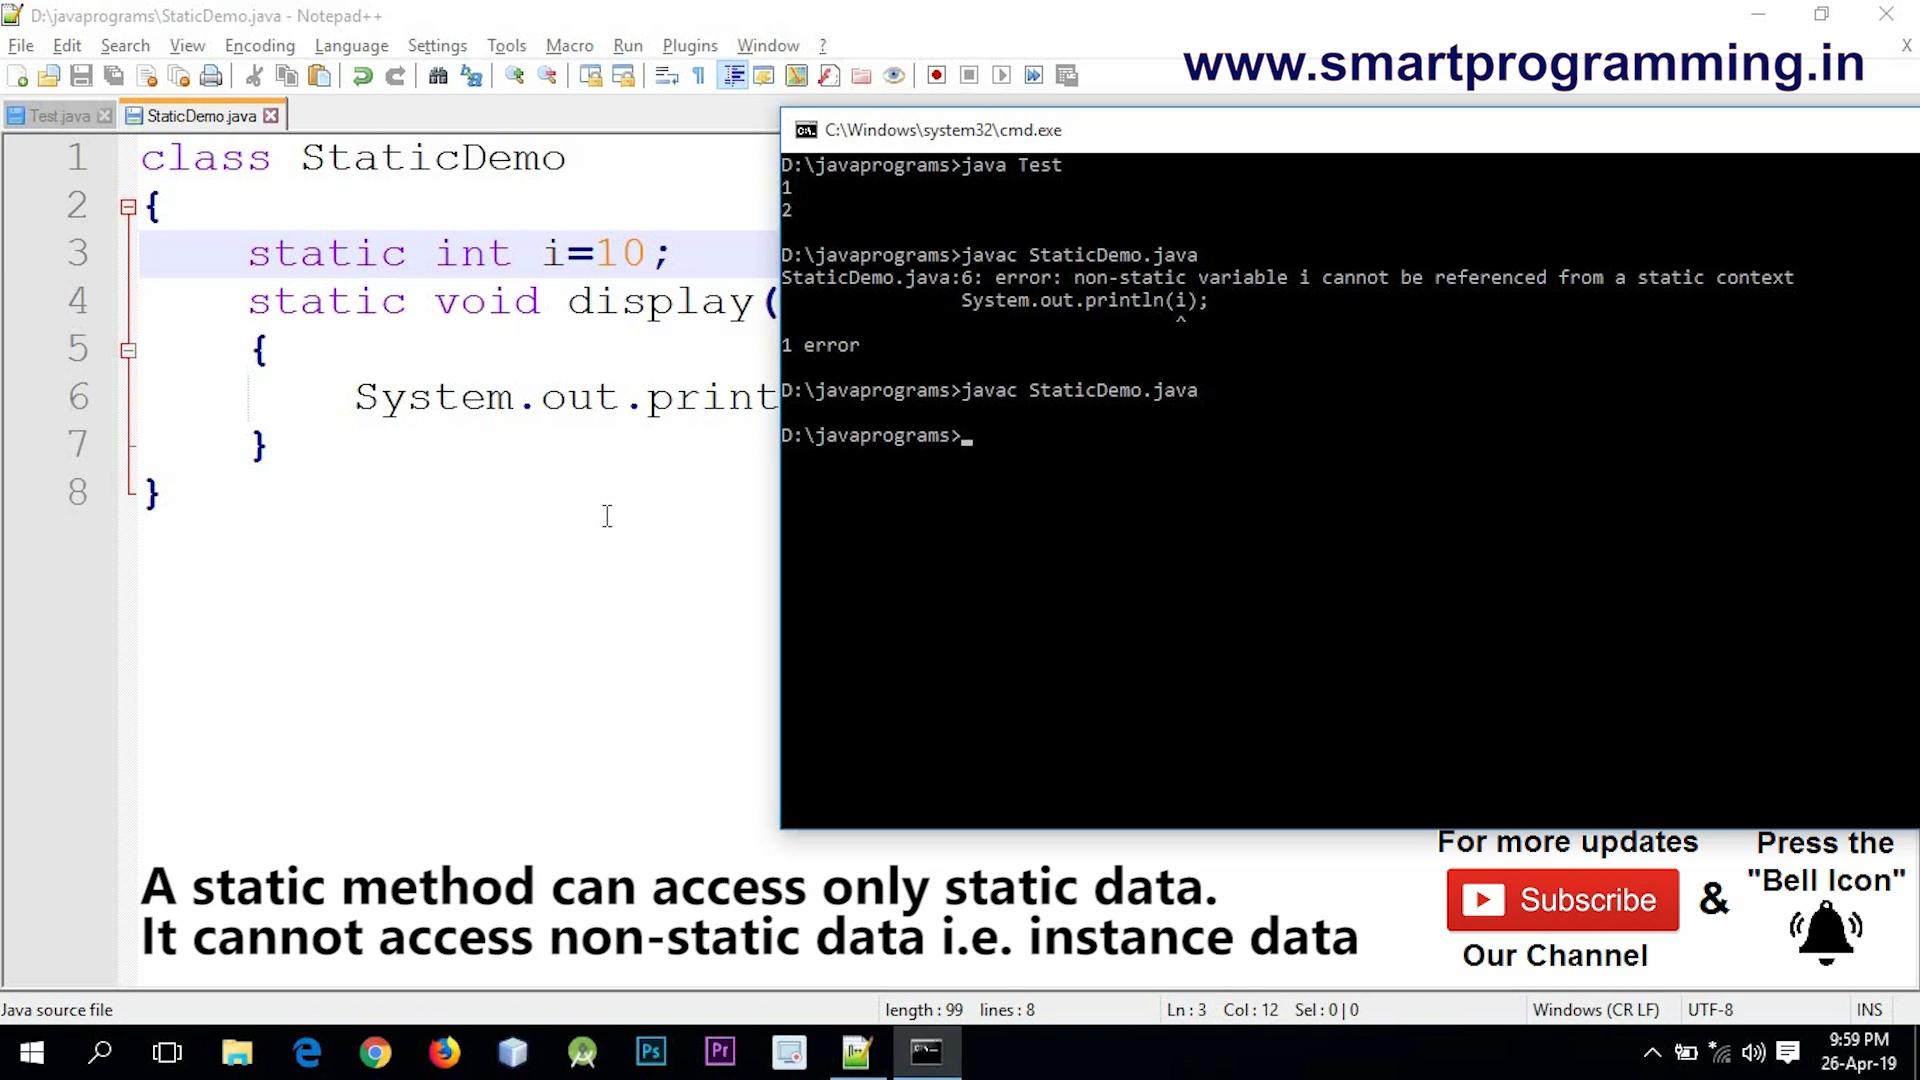 D:\javaprograms\StaticDemo.java - Notepad++
File Edit Search View Encoding Language Settings Tools Macro Run Plugins Window ?
www.smartprogramming.in
Test.java StaticDemo.java
1 class StaticDemo
2 {
3 static int i=10;
4 static void display(
5 {
6 System.out.print
7 }
8 }
C:\Windows\system32\cmd.exe
D:\javaprograms>java Test
1
2
D:\javaprograms>javac StaticDemo.java
StaticDemo.java:6: error: non-static variable i cannot be referenced from a static context
System.out.println(i);
^
1 error
D:\javaprograms>javac StaticDemo.java
D:\javaprograms>_
A static method can access only static data.
It cannot access non-static data i.e. instance data
For more updates
Subscribe
Our Channel
&
Press the
"Bell Icon"
Java source file length : 99 lines : 8 Ln : 3 Col : 12 Sel : 0 | 0 Windows (CR LF) UTF-8 INS
Ps Pr
9:59 PM
26-Apr-19